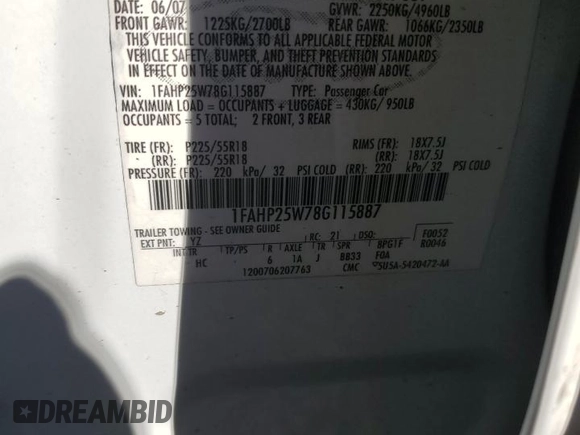 DATE: 06/07
GVWR: 2250KG/4960LB
FRONT GAWR: 1225KG/2700LB REAR GAWR: 1066KG/2350LB
THIS VEHICLE CONFORMS TO ALL APPLICABLE FEDERAL MOTOR
VEHICLE SAFETY, BUMPER, AND THEFT PREVENTION STANDARDS
IN EFFECT ON THE DATE OF MANUFACTURE SHOWN ABOVE.
VIN: 1FAHP25W78G115887 TYPE: Passenger Car
MAXIMUM LOAD = OCCUPANTS + LUGGAGE = 430KG/ 950LB
OCCUPANTS = 5 TOTAL; 2 FRONT, 3 REAR
TIRE (FR): P225/55R18 RIMS (FR): 18X7.5J
(RR): P225/55R18 (RR): 18X7.5J
PRESSURE (FR): 220 kPa/ 32 PSI COLD (RR): 220 kPa/ 32 PSI COLD
1FAHP25W78G115887
TRAILER TOWING - SEE OWNER GUIDE
EXT PNT: YZ RC: 21 DSO: F0052
INT TR TP/PS R AXLE TR SPR BPG1F R0046
HC 6 1A J BB33 F0A
1200706207763 CMC 5U5A-5420472-AA
DREAMBID